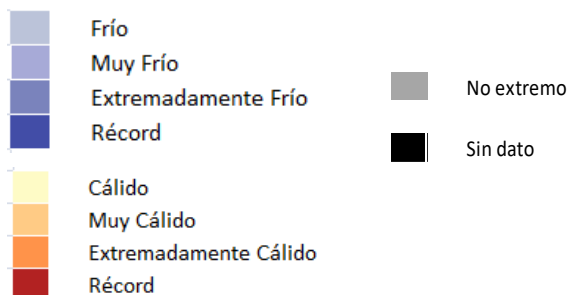 Frío
Muy Frío
Extremadamente Frío
Récord
Cálido
Muy Cálido
Extremadamente Cálido
Récord
No extremo
Sin dato